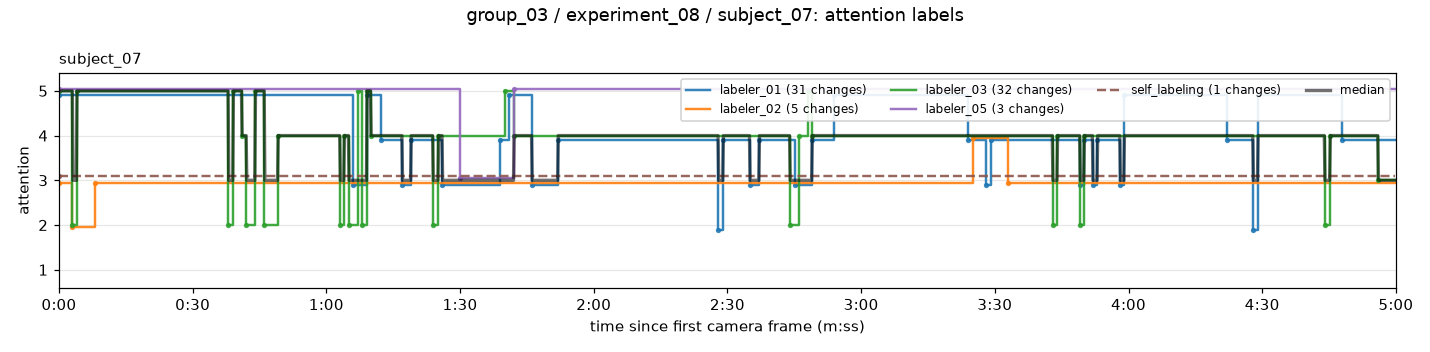 group_03 / experiment_08 / subject_07: attention labels
subject_07
labeler_01 (31 changes)
labeler_02 (5 changes)
labeler_03 (32 changes)
labeler_05 (3 changes)
self_labeling (1 changes)
median
attention
5
4
3
2
1
0:00 0:30 1:00 1:30 2:00 2:30 3:00 3:30 4:00 4:30 5:00
time since first camera frame (m:ss)